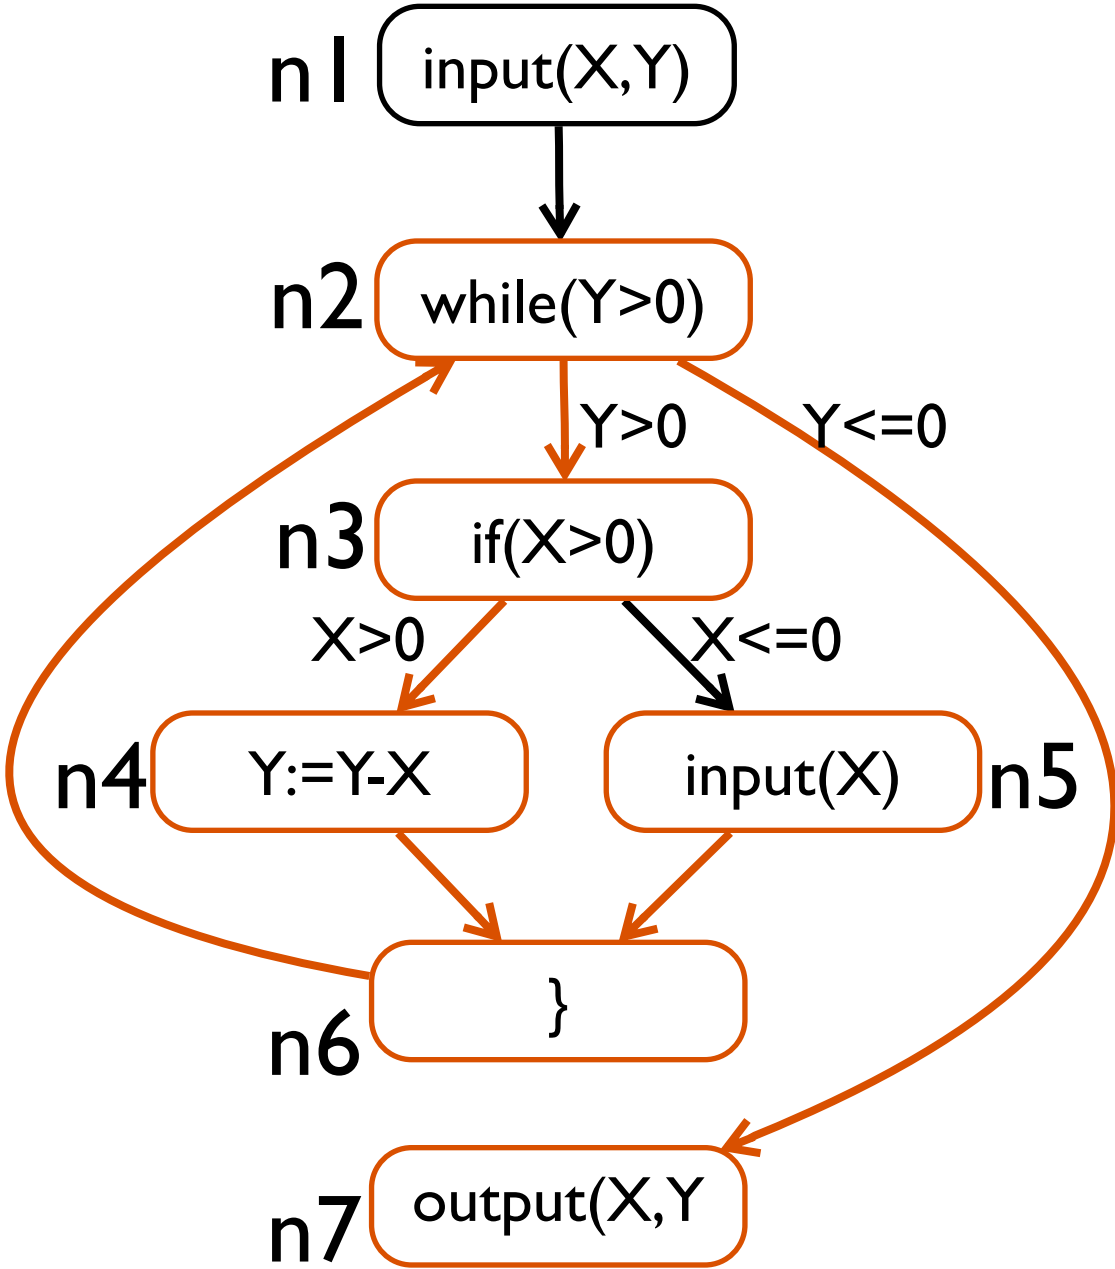 n1 input(X,Y)
n2 while(Y>0)
Y>0 Y<=0
n3 if(X>0)
X>0 X<=0
n4 Y:=Y-X input(X) n5
}
n6
output(X,Y
n7